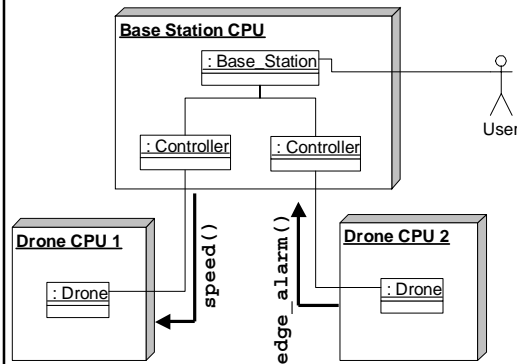 Base Station CPU
: Base_Station
User
: Controller
: Controller
Drone CPU 1
speed()
edge_alarm()
Drone CPU 2
: Drone
: Drone